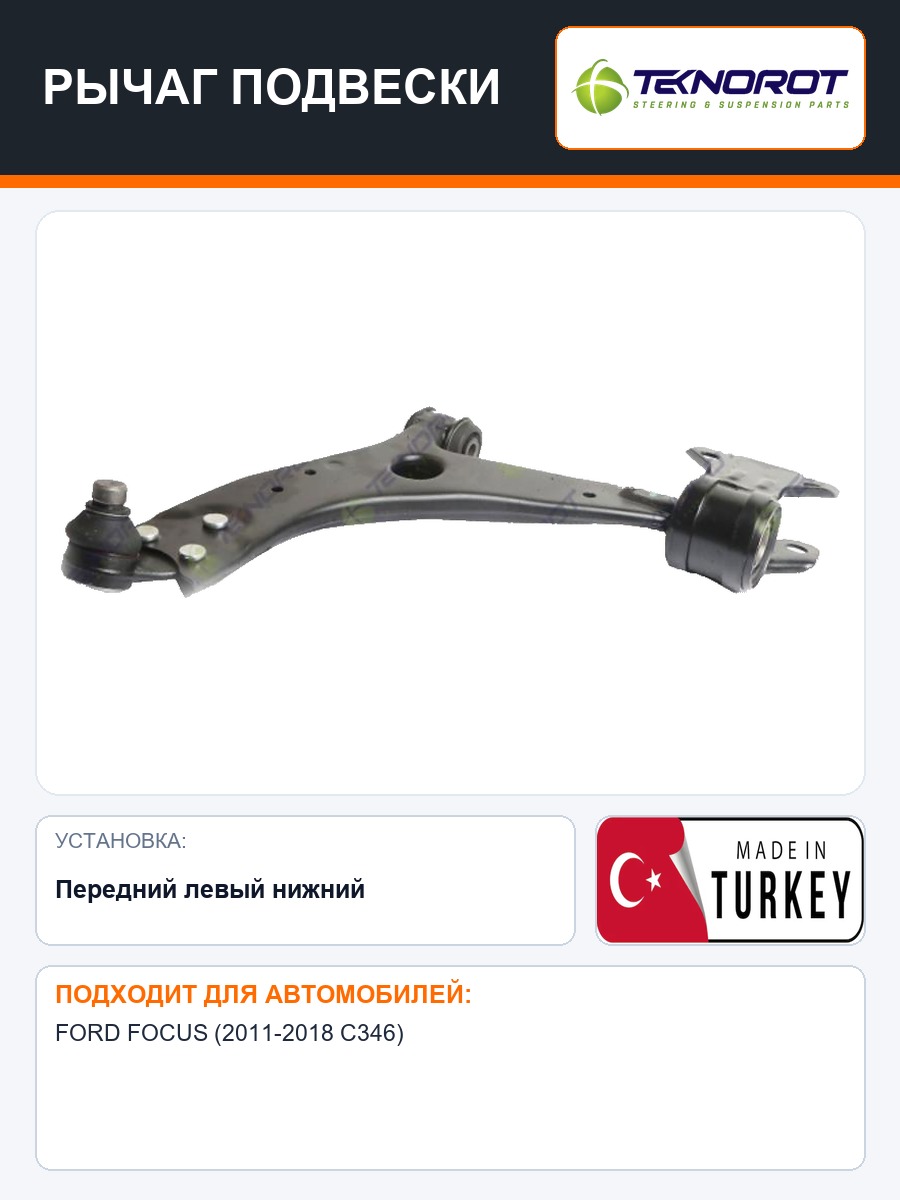 РЫЧАГ ПОДВЕСКИ
TEKNOROT
STEERING & SUSPENSION PARTS
УСТАНОВКА:
Передний левый нижний
MADE IN
TURKEY
ПОДХОДИТ ДЛЯ АВТОМОБИЛЕЙ:
FORD FOCUS (2011-2018 C346)